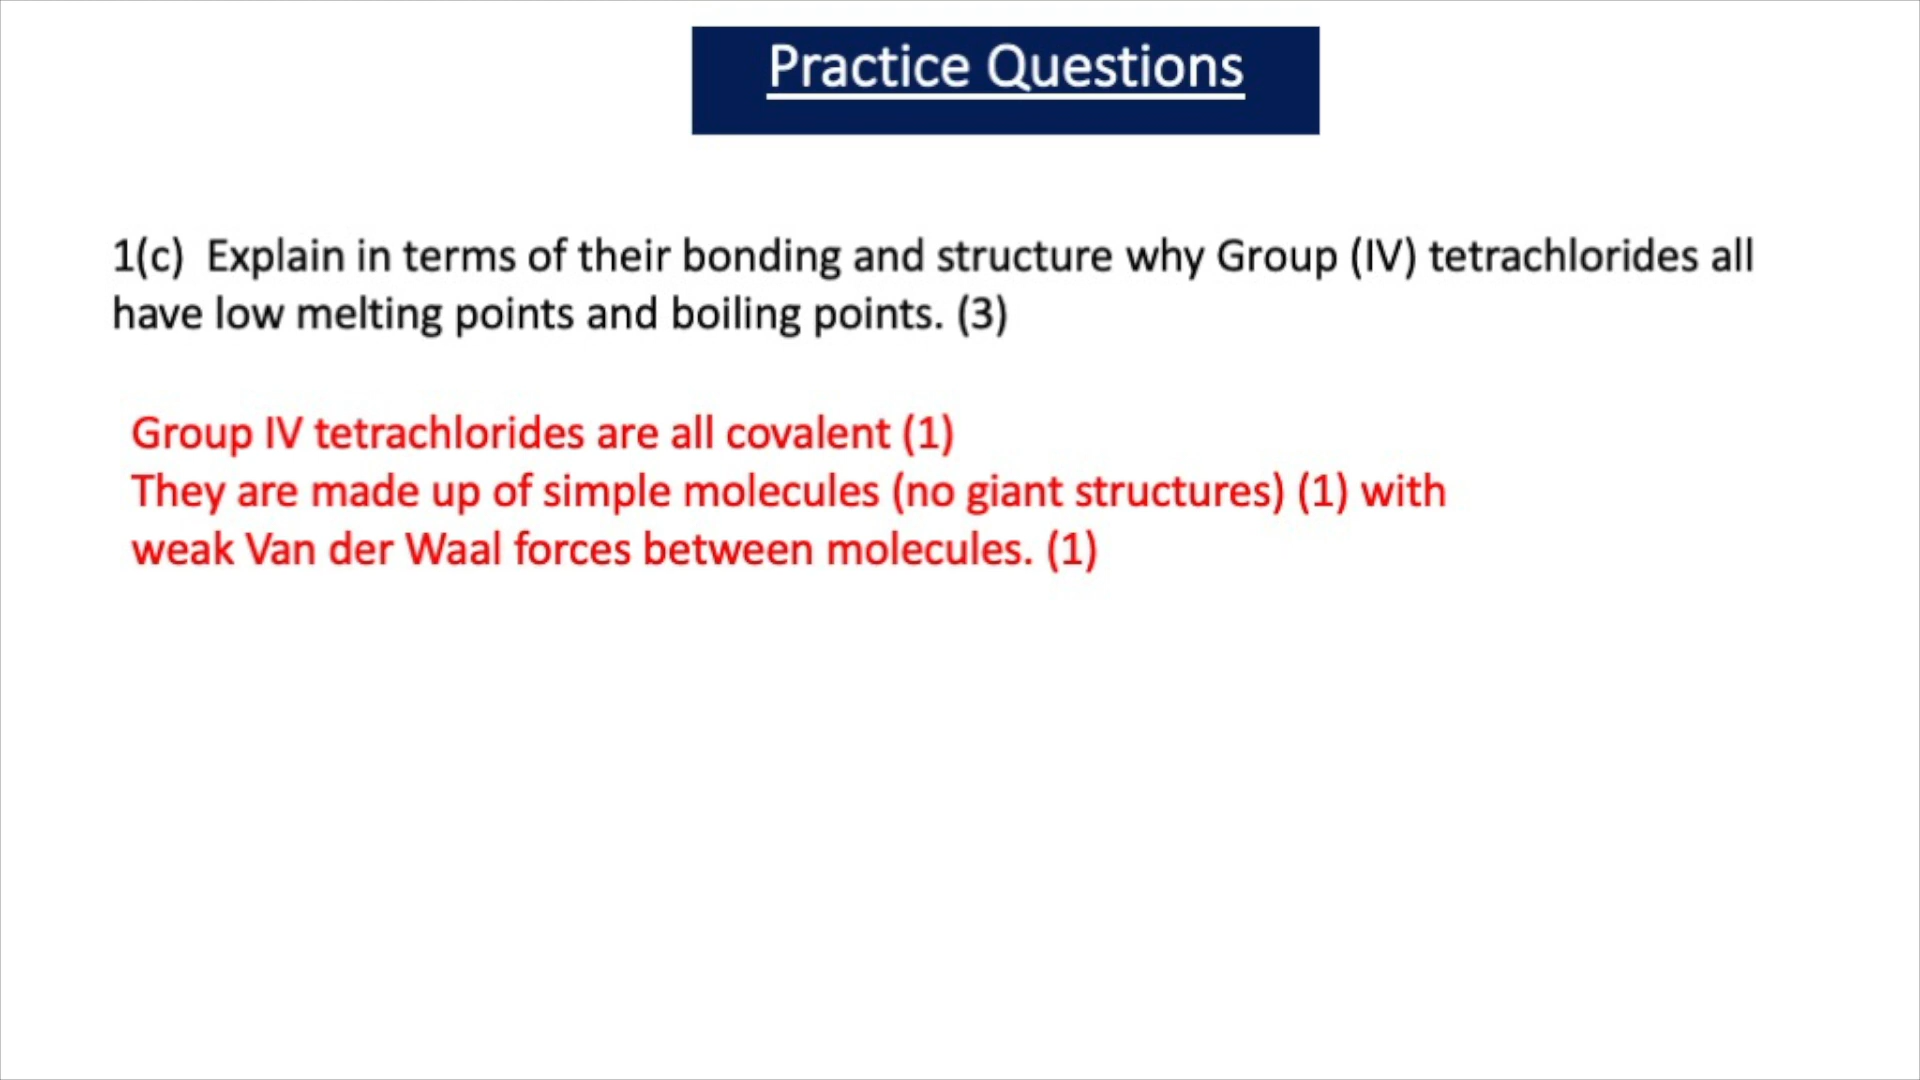 Practice Questions
1(c) Explain in terms of their bonding and structure why Group (IV) tetrachlorides all
have low melting points and boiling points. (3)
Group IV tetrachlorides are all covalent (1)
They are made up of simple molecules (no giant structures) (1) with
weak Van der Waal forces between molecules. (1)